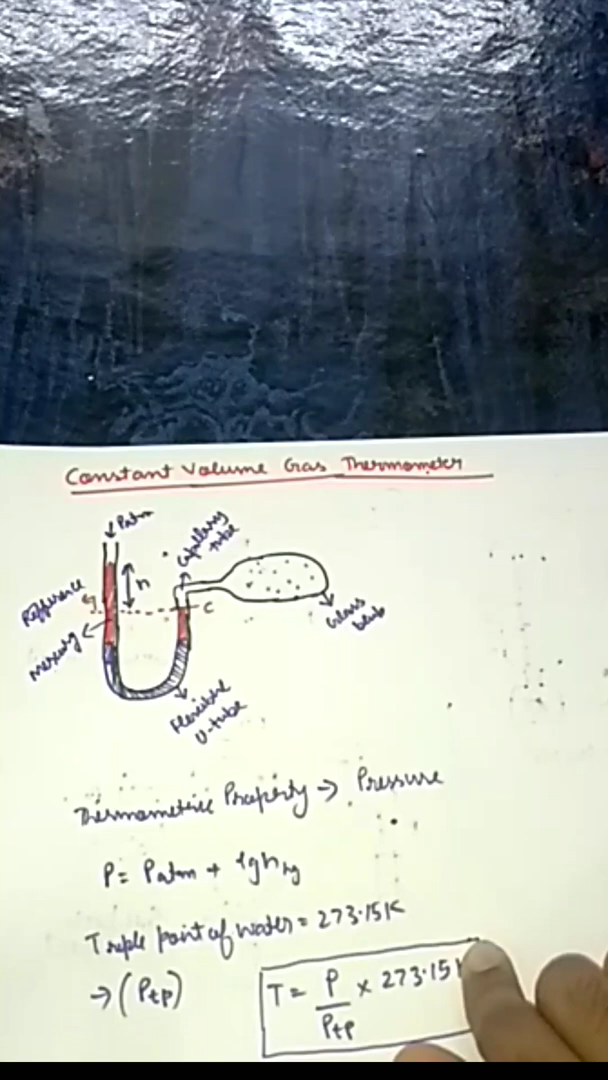 Constant Volume Gas Thermometer
Patm
Capillary tube
h
Refference
C
Mercury
Glass bulb
Flexible U-tube
Thermometric Property → Pressure
P = Patm + ρghHg
Triple point of water = 273.15K
→ (Ptp)
T = P/Ptp × 273.15